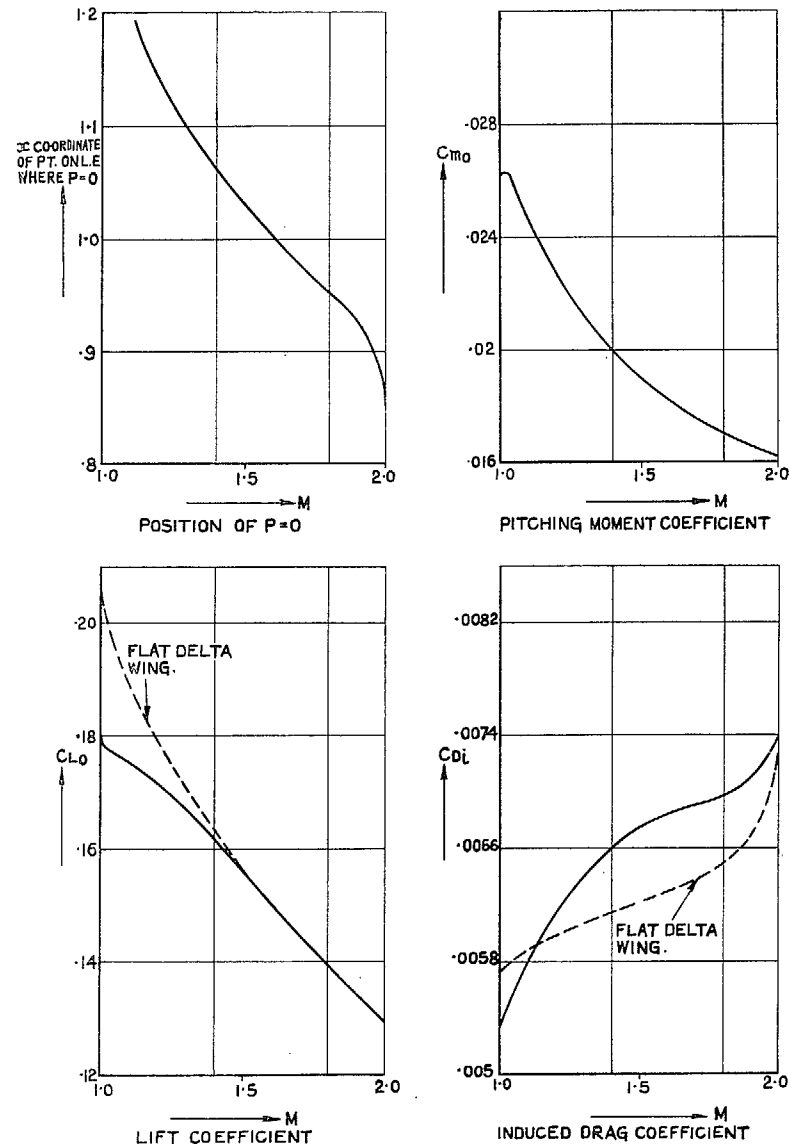 1.2
1.1
x CO-ORDINATE
OF PT. ON L.E
WHERE P=0
1.0
.9
.8
1.0
1.5
2.0
M
POSITION OF P=0
.028
Cmo
.024
.02
.016
1.0
1.5
2.0
M
PITCHING MOMENT COEFFICIENT
.20
FLAT DELTA
WING.
.18
CLo
.16
.14
.12
1.0
1.5
2.0
M
LIFT COEFFICIENT
.0082
.0074
CDi
.0066
FLAT DELTA
WING.
.0058
.005
1.0
1.5
2.0
M
INDUCED DRAG COEFFICIENT